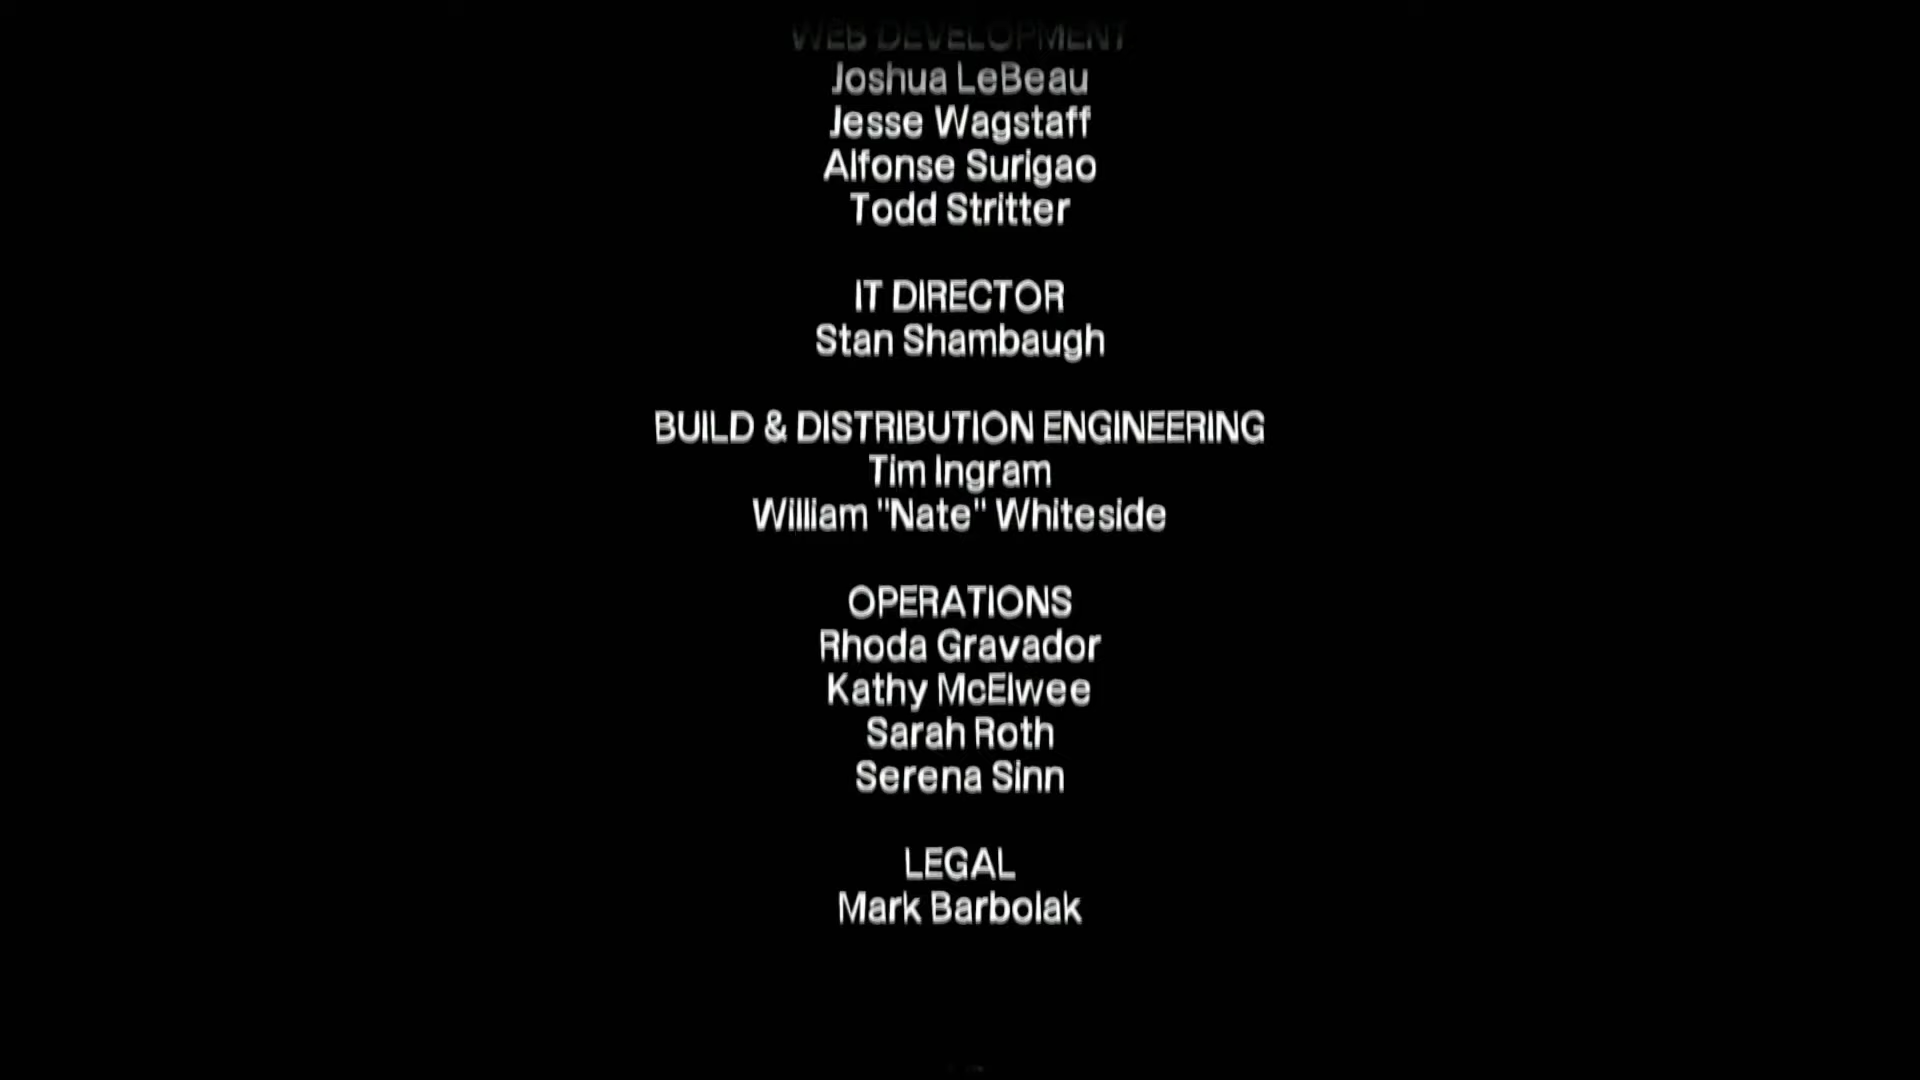 WEB DEVELOPMENT
Joshua LeBeau
Jesse Wagstaff
Alfonse Surigao
Todd Stritter
IT DIRECTOR
Stan Shambaugh
BUILD & DISTRIBUTION ENGINEERING
Tim Ingram
William "Nate" Whiteside
OPERATIONS
Rhoda Gravador
Kathy McElwee
Sarah Roth
Serena Sinn
LEGAL
Mark Barbolak